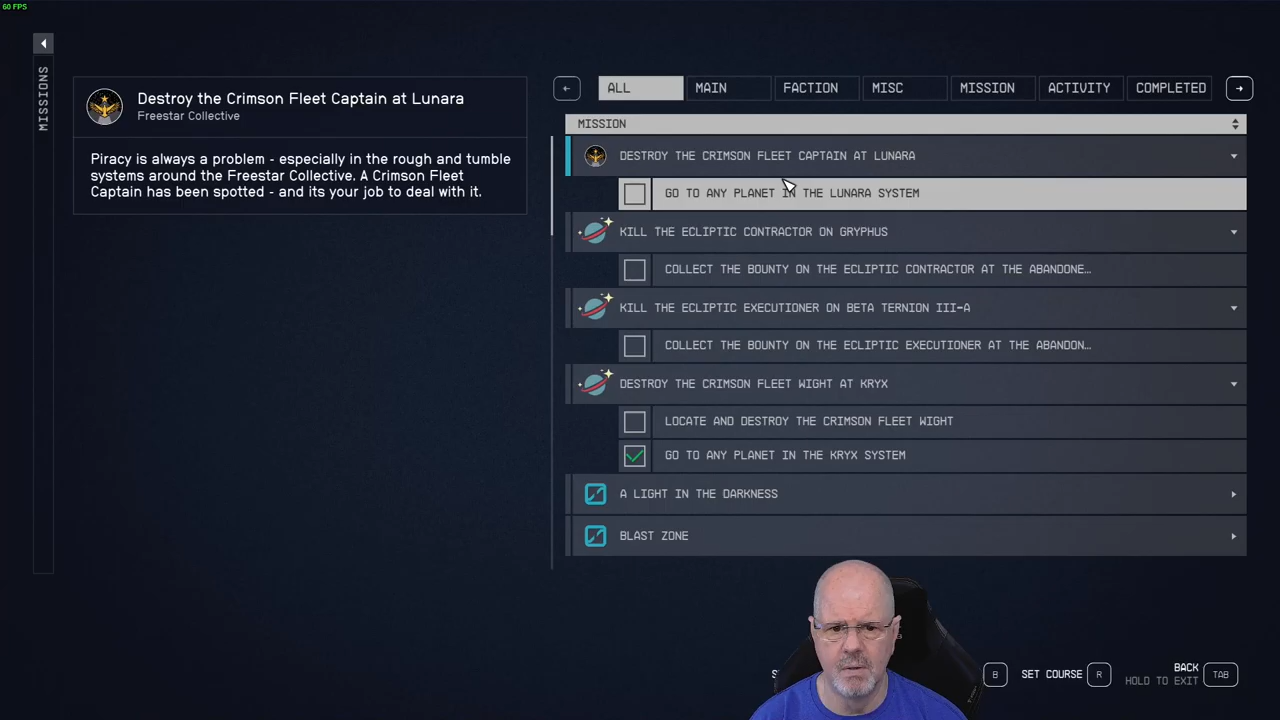 60 FPS
MISSIONS
Destroy the Crimson Fleet Captain at Lunara
Freestar Collective
Piracy is always a problem - especially in the rough and tumble
systems around the Freestar Collective. A Crimson Fleet
Captain has been spotted - and its your job to deal with it.
ALL MAIN FACTION MISC MISSION ACTIVITY COMPLETED
MISSION
DESTROY THE CRIMSON FLEET CAPTAIN AT LUNARA
GO TO ANY PLANET IN THE LUNARA SYSTEM
KILL THE ECLIPTIC CONTRACTOR ON GRYPHUS
COLLECT THE BOUNTY ON THE ECLIPTIC CONTRACTOR AT THE ABANDONE...
KILL THE ECLIPTIC EXECUTIONER ON BETA TERNION III-A
COLLECT THE BOUNTY ON THE ECLIPTIC EXECUTIONER AT THE ABANDON...
DESTROY THE CRIMSON FLEET WIGHT AT KRYX
LOCATE AND DESTROY THE CRIMSON FLEET WIGHT
GO TO ANY PLANET IN THE KRYX SYSTEM
A LIGHT IN THE DARKNESS
BLAST ZONE
B SET COURSE R BACK TAB
HOLD TO EXIT